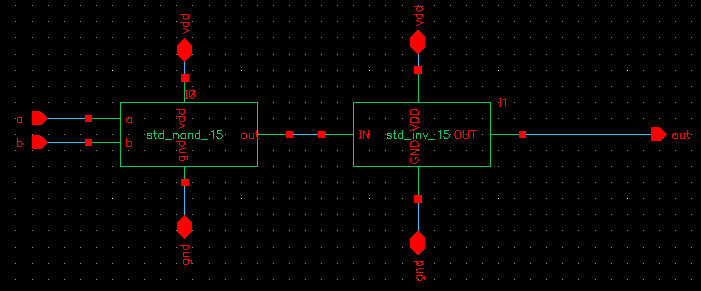 vdd
vdd
I0
I1
a
a
vdd
std_nand_15
out
IN
VDD
std_inv_15
OUT
out
b
b
gnd
GND
gnd
gnd